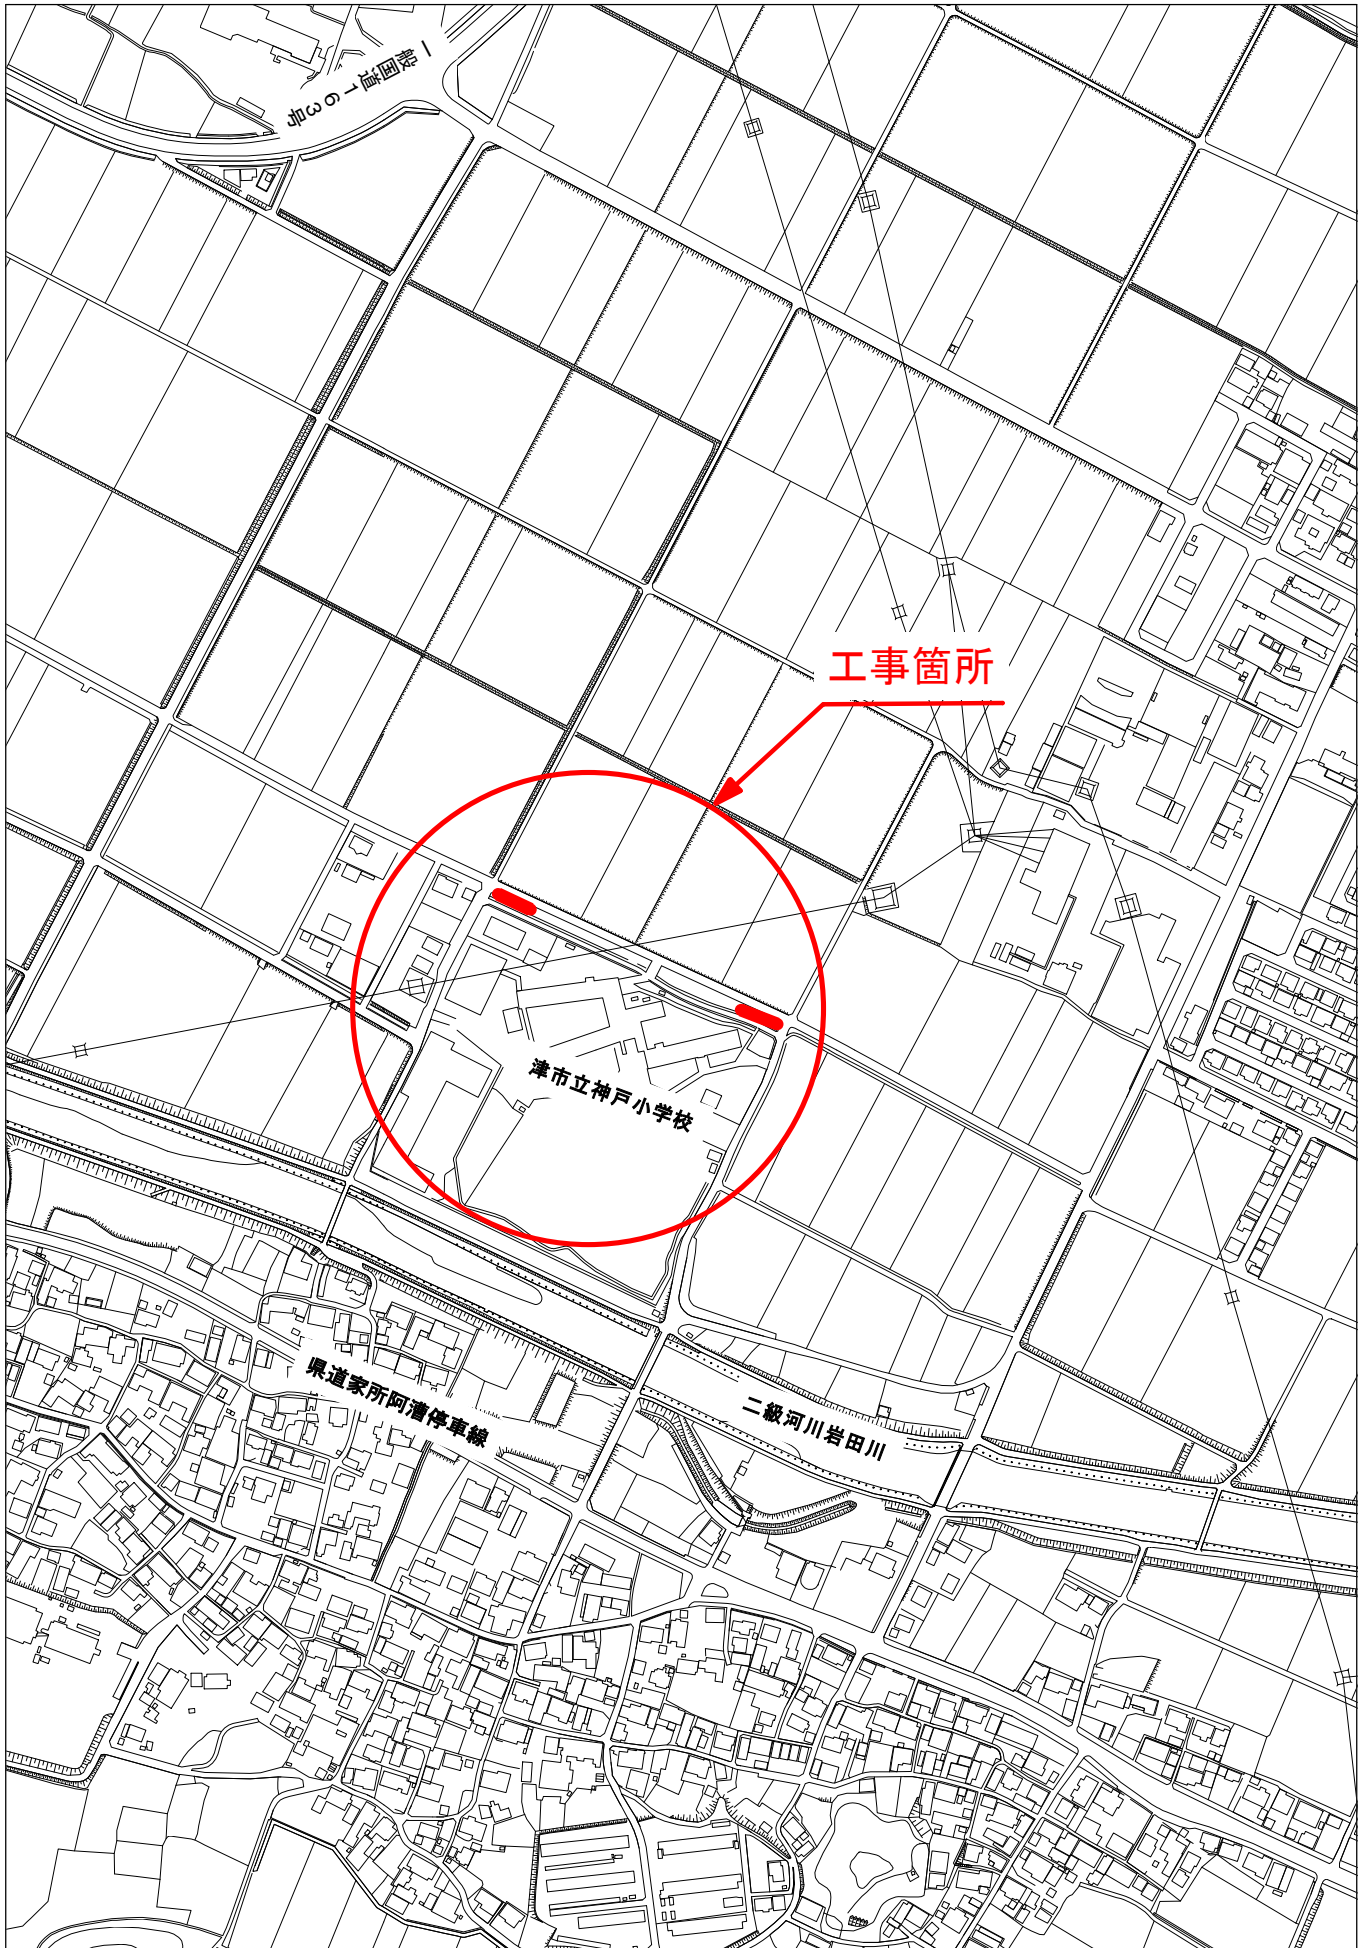 一般国道163号
工事箇所
津市立神戸小学校
県道家所阿漕停車線
二級河川岩田川